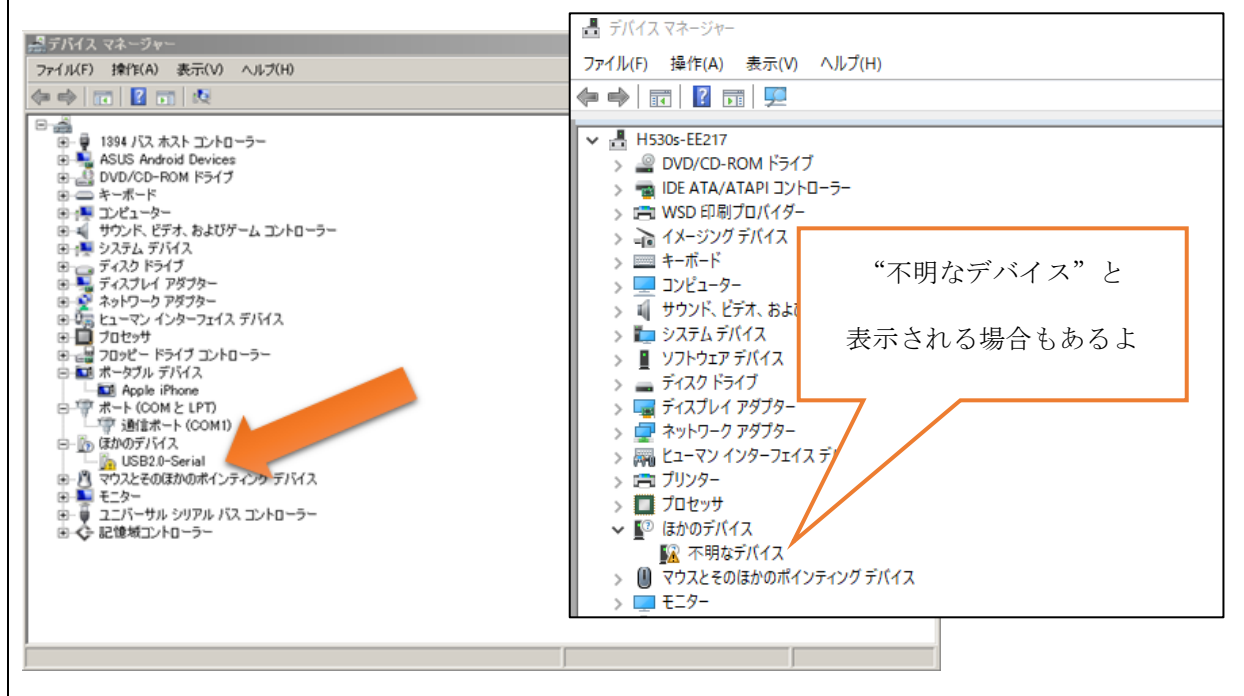 デバイス マネージャー
ファイル(F) 操作(A) 表示(V) ヘルプ(H)
1394 バス ホスト コントローラー
ASUS Android Devices
DVD/CD-ROM ドライブ
キーボード
コンピューター
サウンド、ビデオ、およびゲーム コントローラー
システム デバイス
ディスク ドライブ
ディスプレイ アダプター
ネットワーク アダプター
ヒューマン インターフェイス デバイス
プロセッサ
フロッピー ドライブ コントローラー
ポータブル デバイス
Apple iPhone
ポート (COM と LPT)
通信ポート (COM1)
ほかのデバイス
USB2.0-Serial
マウスとそのほかのポインティング デバイス
モニター
ユニバーサル シリアル バス コントローラー
記憶域コントローラー
デバイス マネージャー
ファイル(F) 操作(A) 表示(V) ヘルプ(H)
H530s-EE217
DVD/CD-ROM ドライブ
IDE ATA/ATAPI コントローラー
WSD 印刷プロバイダー
イメージング デバイス
キーボード
コンピューター
サウンド、ビデオ、およ
システム デバイス
ソフトウェア デバイス
ディスク ドライブ
ディスプレイ アダプター
ネットワーク アダプター
ヒューマン インターフェイス デ
プリンター
プロセッサ
ほかのデバイス
不明なデバイス
マウスとそのほかのポインティング デバイス
モニター
“不明なデバイス”と
表示される場合もあるよ